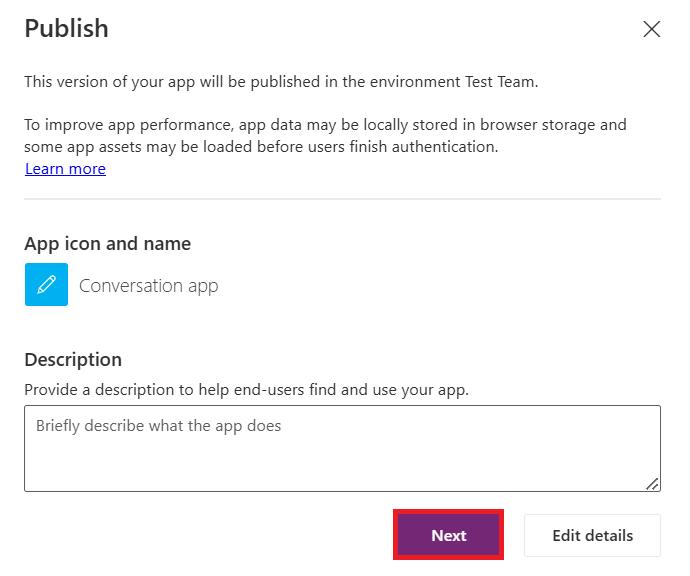 Publish
This version of your app will be published in the environment Test Team.
To improve app performance, app data may be locally stored in browser storage and
some app assets may be loaded before users finish authentication.
Learn more
App icon and name
Conversation app
Description
Provide a description to help end-users find and use your app.
Briefly describe what the app does
Next
Edit details